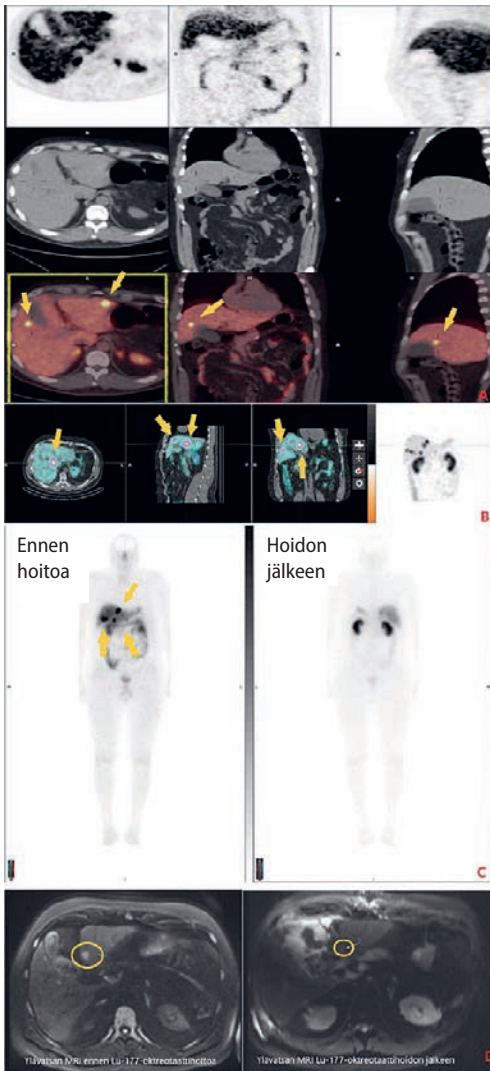 A
B
Ennen
hoitoa
Hoidon
jälkeen
C
Ylävatsan MRI ennen Lu-177-oktreotaattihoitoa
Ylävatsan MRI Lu-177-oktreotaattihoidon jälkeen
D